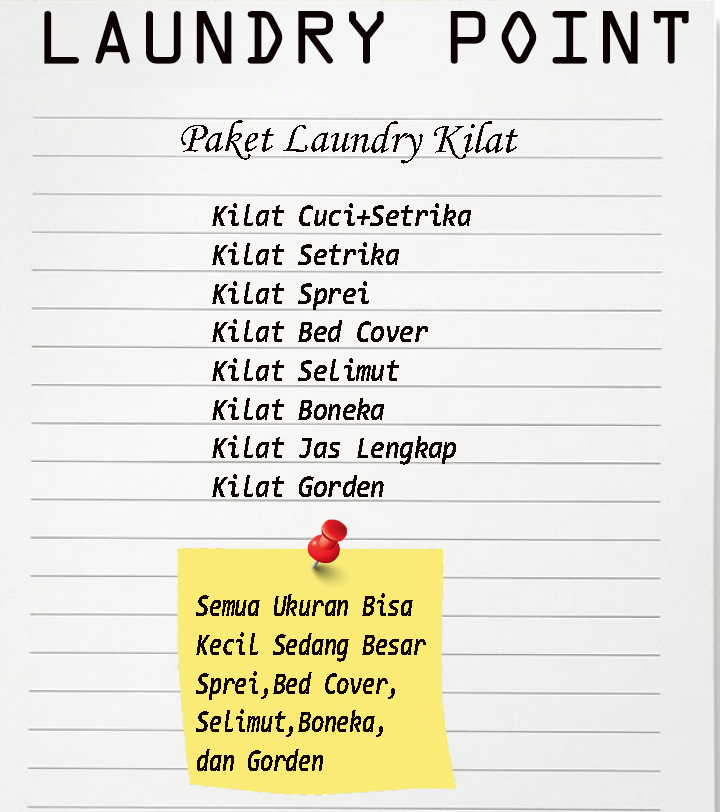 LAUNDRY POINT
Paket Laundry Kilat
Kilat Cuci+Setrika
Kilat Setrika
Kilat Sprei
Kilat Bed Cover
Kilat Selimut
Kilat Boneka
Kilat Jas Lengkap
Kilat Gorden
Semua Ukuran Bisa
Kecil Sedang Besar
Sprei,Bed Cover,
Selimut,Boneka,
dan Gorden